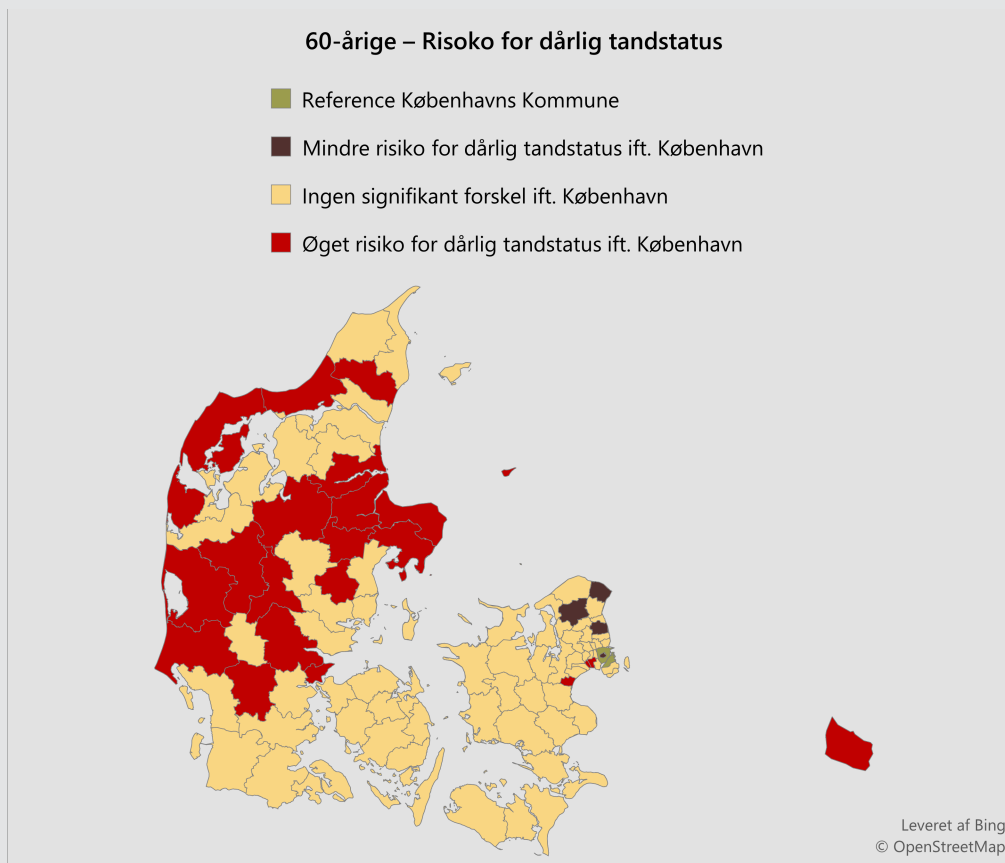 60-årige – Risoko for dårlig tandstatus
Reference Københavns Kommune
Mindre risiko for dårlig tandstatus ift. København
Ingen signifikant forskel ift. København
Øget risiko for dårlig tandstatus ift. København
Leveret af Bing
© OpenStreetMap